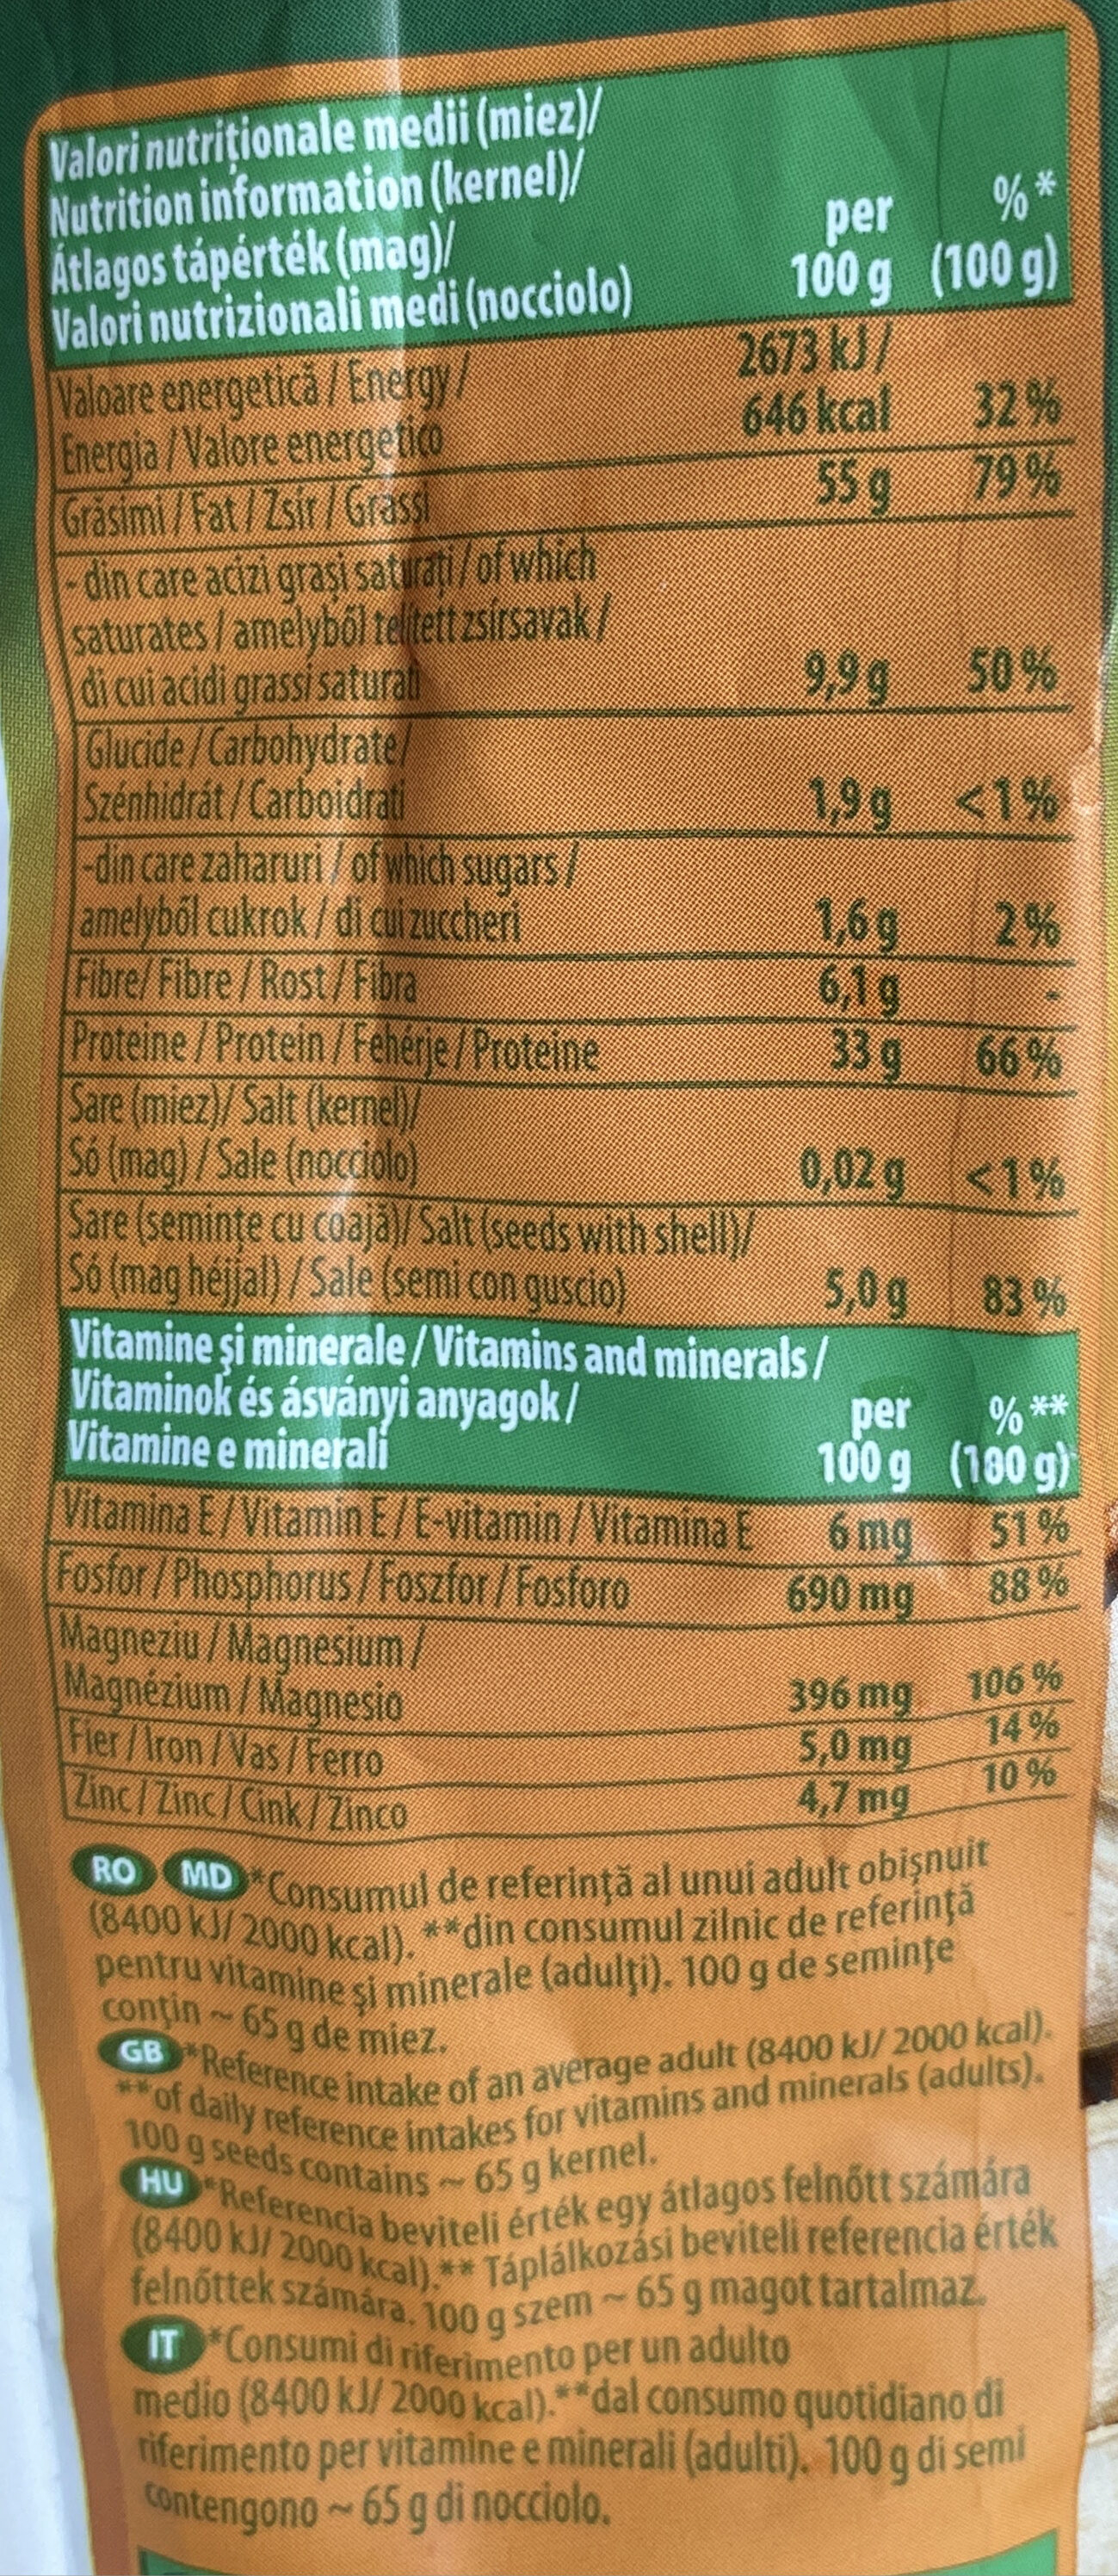 Valori nutriționale medii (miez)/
Nutrition information (kernel)/
Átlagos tápérték (mag)/
Valori nutrizionali medi (nocciolo)
per
100 g
%*
(100 g)
Valoare energetică / Energy /
Energia / Valore energetico
2673 kJ /
646 kcal 32 %
Grăsimi / Fat / Zsír / Grassi 55 g 79 %
- din care acizi grași saturați / of which
saturates / amelyből telített zsírsavak /
di cui acidi grassi saturati 9,9 g 50 %
Glucide / Carbohydrate/
Szénhidrát / Carboidrati 1,9 g <1 %
-din care zaharuri / of which sugars /
amelyből cukrok / di cui zuccheri 1,6 g 2 %
Fibre/ Fibre / Rost / Fibra 6,1 g -
Proteine / Protein / Fehérje / Proteine 33 g 66 %
Sare (miez)/ Salt (kernel)/
Só (mag) / Sale (nocciolo) 0,02 g <1 %
Sare (semințe cu coajă)/ Salt (seeds with shell)/
Só (mag héjjal) / Sale (semi con guscio) 5,0 g 83 %
Vitamine și minerale / Vitamins and minerals /
Vitaminok és ásványi anyagok /
Vitamine e minerali
per
100 g
%**
(100 g)
Vitamina E / Vitamin E / E-vitamin / Vitamina E 6 mg 51 %
Fosfor / Phosphorus / Foszfor / Fosforo 690 mg 88 %
Magneziu / Magnesium /
Magnézium / Magnesio 396 mg 106 %
Fier / Iron / Vas / Ferro 5,0 mg 14 %
Zinc / Zinc / Cink / Zinco 4,7 mg 10 %
RO MD *Consumul de referință al unui adult obișnuit
(8400 kJ/ 2000 kcal). **din consumul zilnic de referință
pentru vitamine și minerale (adulți). 100 g de semințe
conțin ~ 65 g de miez.
GB *Reference intake of an average adult (8400 kJ/ 2000 kcal).
**of daily reference intakes for vitamins and minerals (adults).
100 g seeds contains ~ 65 g kernel.
HU *Referencia beviteli érték egy átlagos felnőtt számára
(8400 kJ/ 2000 kcal).** Táplálkozási beviteli referencia érték
felnőttek számára. 100 g szem ~ 65 g magot tartalmaz.
IT *Consumi di riferimento per un adulto
medio (8400 kJ/ 2000 kcal).**dal consumo quotidiano di
riferimento per vitamine e minerali (adulti). 100 g di semi
contengono ~ 65 g di nocciolo.